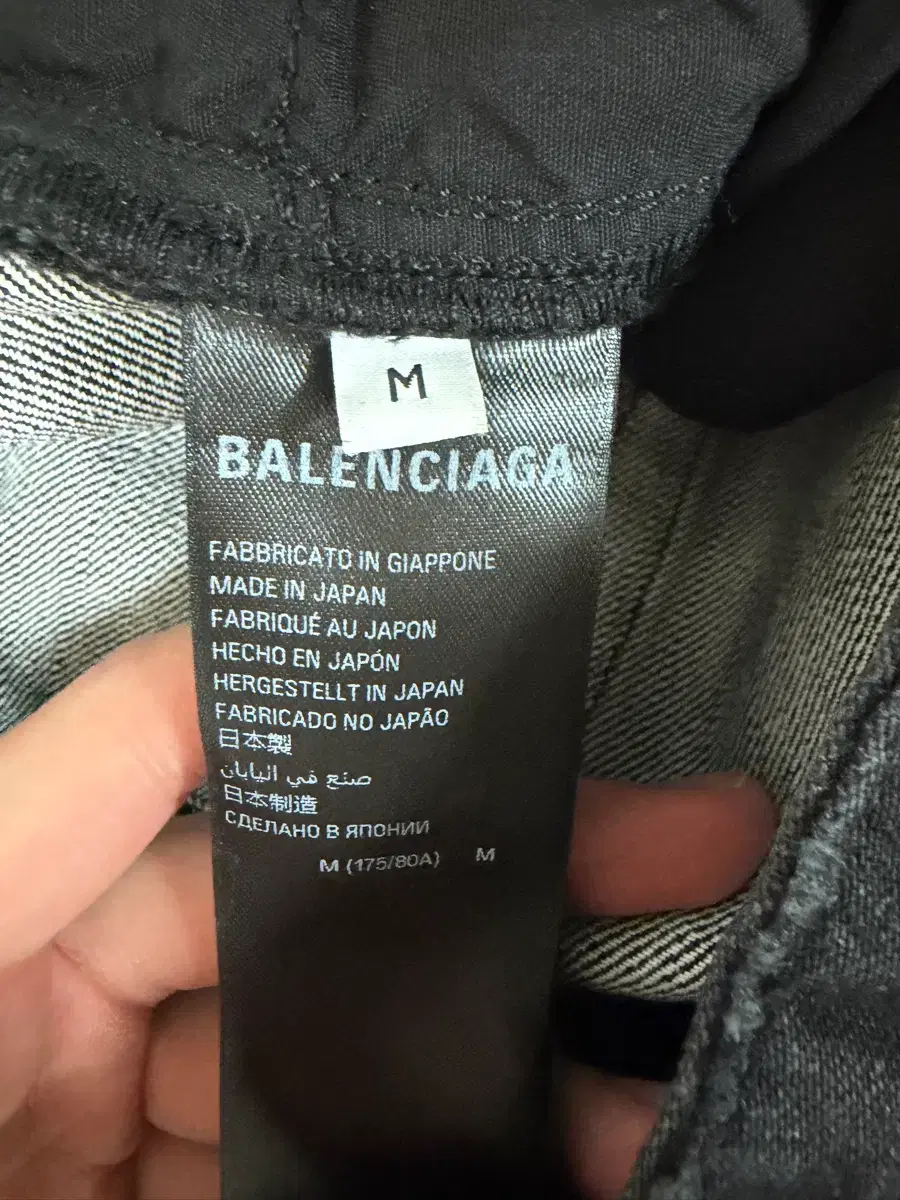 M
BALENCIAGA
FABBRICATO IN GIAPPONE
MADE IN JAPAN
FABRIQUÉ AU JAPON
HECHO EN JAPÓN
HERGESTELLT IN JAPAN
FABRICADO NO JAPÃO
日本製
صنع في اليابان
日本制造
СДЕЛАНО В ЯПОНИИ
M (175/80A) M